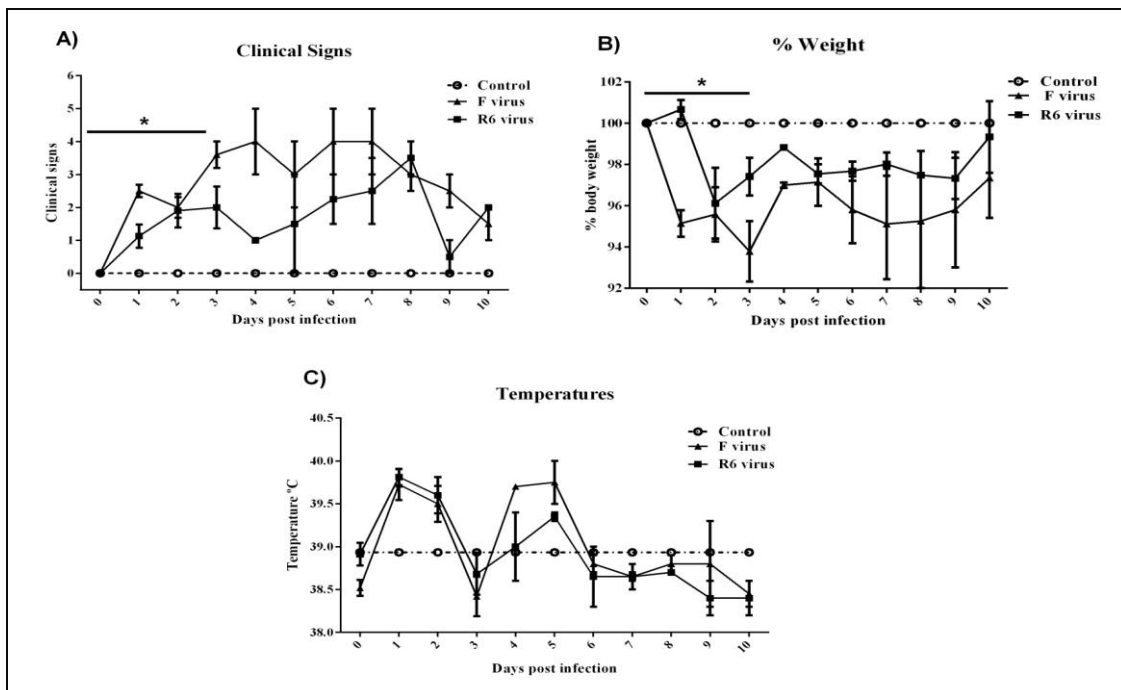 A)
Clinical Signs
Control
F virus
R6 virus
*
Clinical signs
6
5
4
3
2
1
0
0 1 2 3 4 5 6 7 8 9 10
Days post infection
B)
% Weight
Control
F virus
R6 virus
*
% body weight
102
100
98
96
94
92
0 1 2 3 4 5 6 7 8 9 10
Days post infection
C)
Temperatures
Control
F virus
R6 virus
Temperature °C
40.5
40.0
39.5
39.0
38.5
38.0
0 1 2 3 4 5 6 7 8 9 10
Days post infection